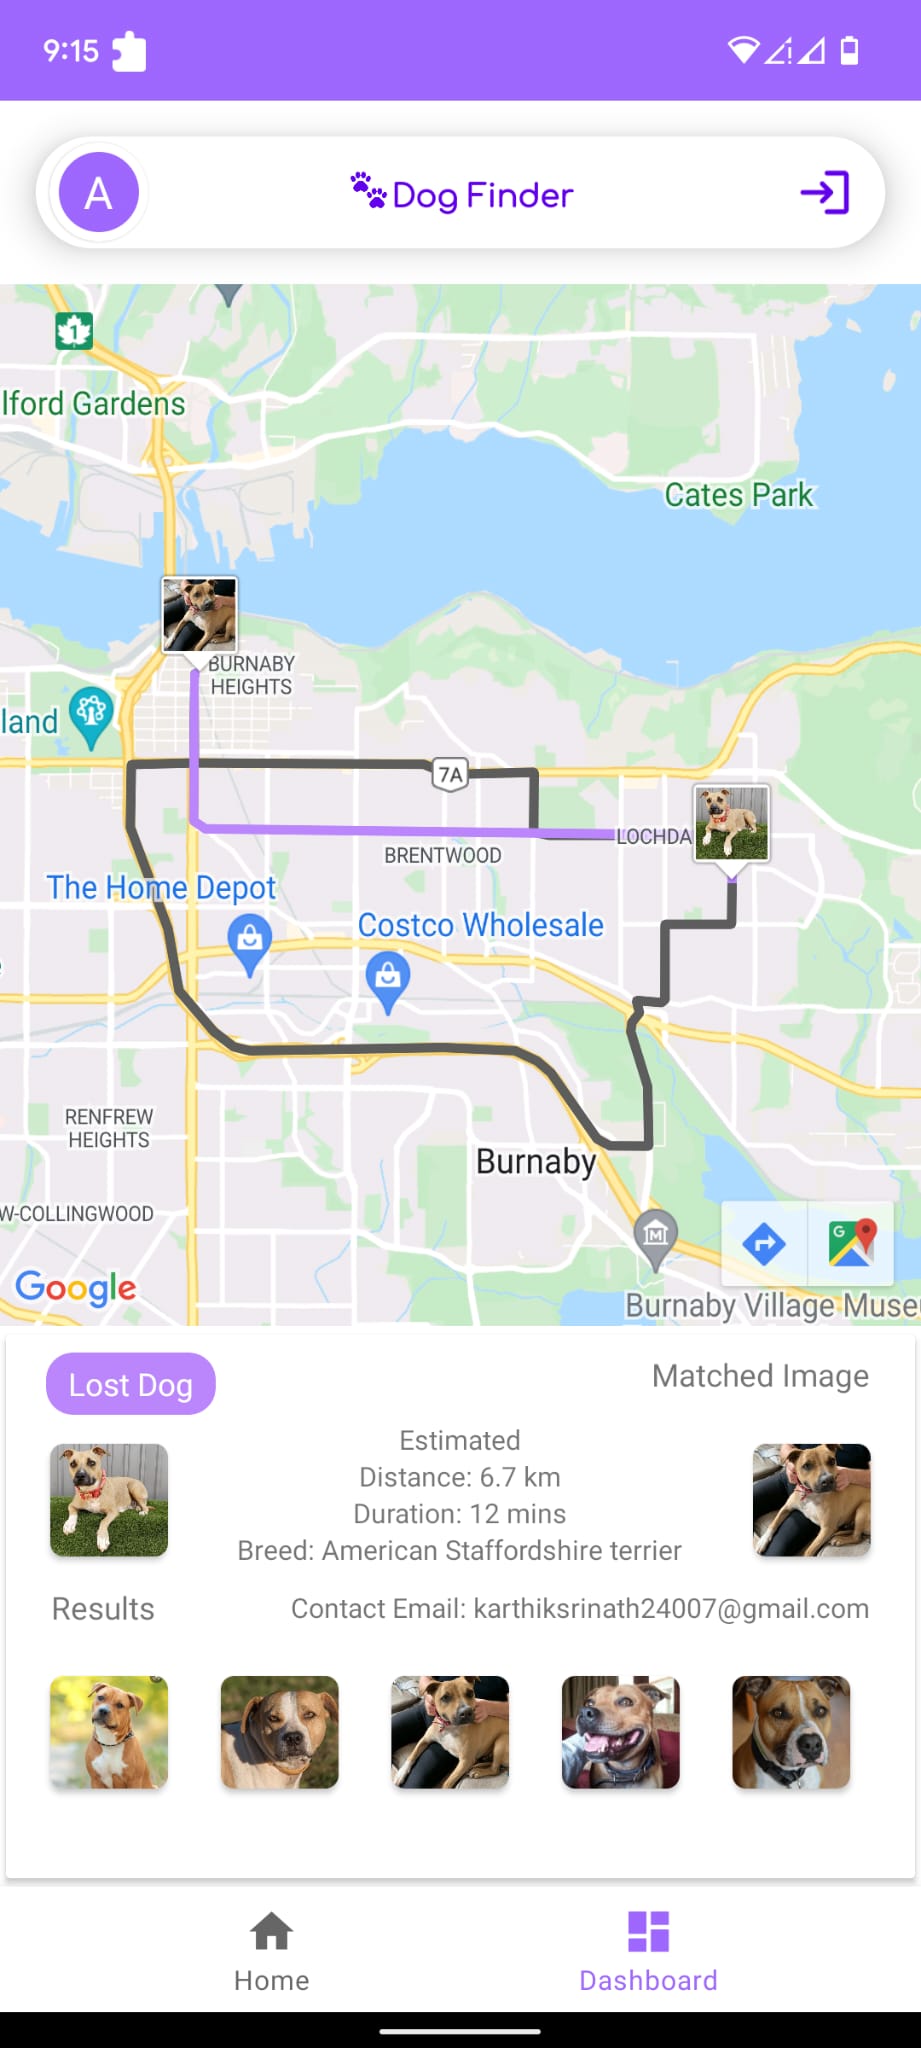 9:15
A
Dog Finder
1
lford Gardens
Cates Park
BURNABY
HEIGHTS
land
7A
LOCHDA
BRENTWOOD
The Home Depot
Costco Wholesale
RENFREW
HEIGHTS
Burnaby
W-COLLINGWOOD
M
G
Google
Burnaby Village Muse
Lost Dog
Matched Image
Estimated
Distance: 6.7 km
Duration: 12 mins
Breed: American Staffordshire terrier
Results
Contact Email: karthiksrinath24007@gmail.com
Home
Dashboard